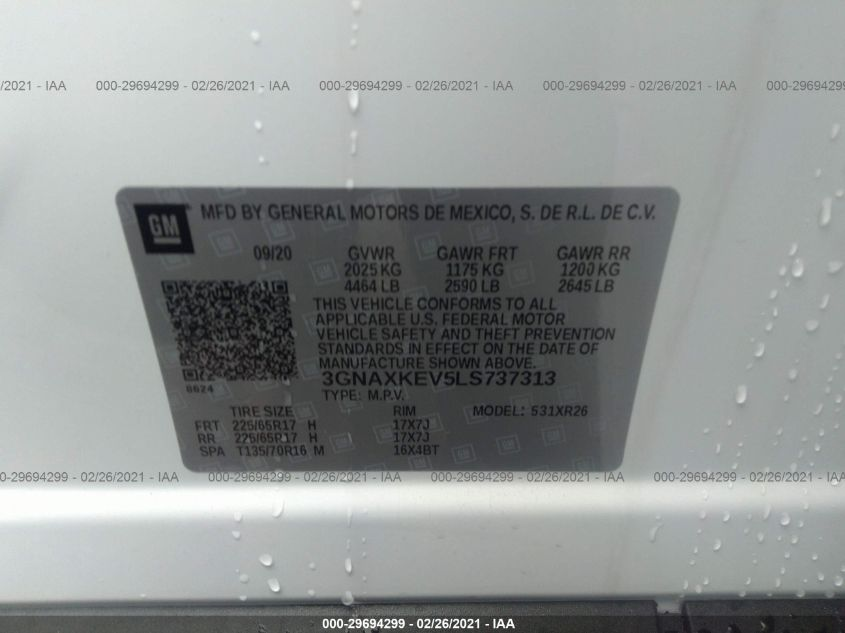 /2021 - IAA 000-29694299 - 02/26/2021 - IAA 000-29694299 - 02/26/2021 - IAA 000-29694299 - 02/26/2021 - IAA 000-29694
GM MFD BY GENERAL MOTORS DE MEXICO, S. DE R.L. DE C.V.
09/20 GVWR GAWR FRT GAWR RR
2025 KG 1175 KG 1200 KG
4464 LB 2590 LB 2645 LB
THIS VEHICLE CONFORMS TO ALL
APPLICABLE U.S. FEDERAL MOTOR
VEHICLE SAFETY AND THEFT PREVENTION
STANDARDS IN EFFECT ON THE DATE OF
MANUFACTURE SHOWN ABOVE.
3GNAXKEV5LS737313
8624 TYPE: M.P.V.
TIRE SIZE RIM MODEL: 531XR26
FRT 225/65R17 H 17X7J
RR 225/65R17 H 17X7J
SPA T135/70R16 M 16X4BT
000-29694299 - 02/26/2021 - IAA 000-29694299 - 02/26/2021 - IAA 000-29694299 - 02/26/2021 - IAA 000-29694299 - 02/26/2021
000-29694299 - 02/26/2021 - IAA